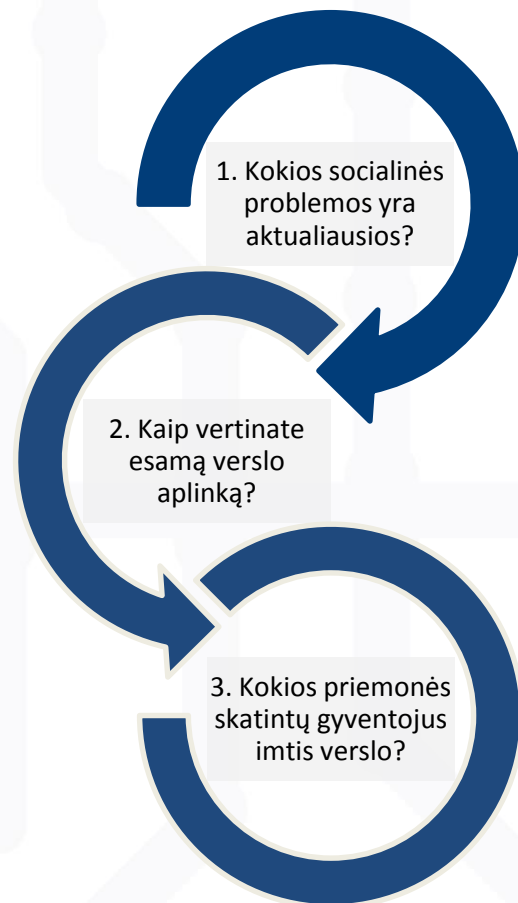 1. Kokios socialinės
problemos yra
aktualiausios?
2. Kaip vertinate
esamą verslo
aplinką?
3. Kokios priemonės
skatintų gyventojus
imtis verslo?